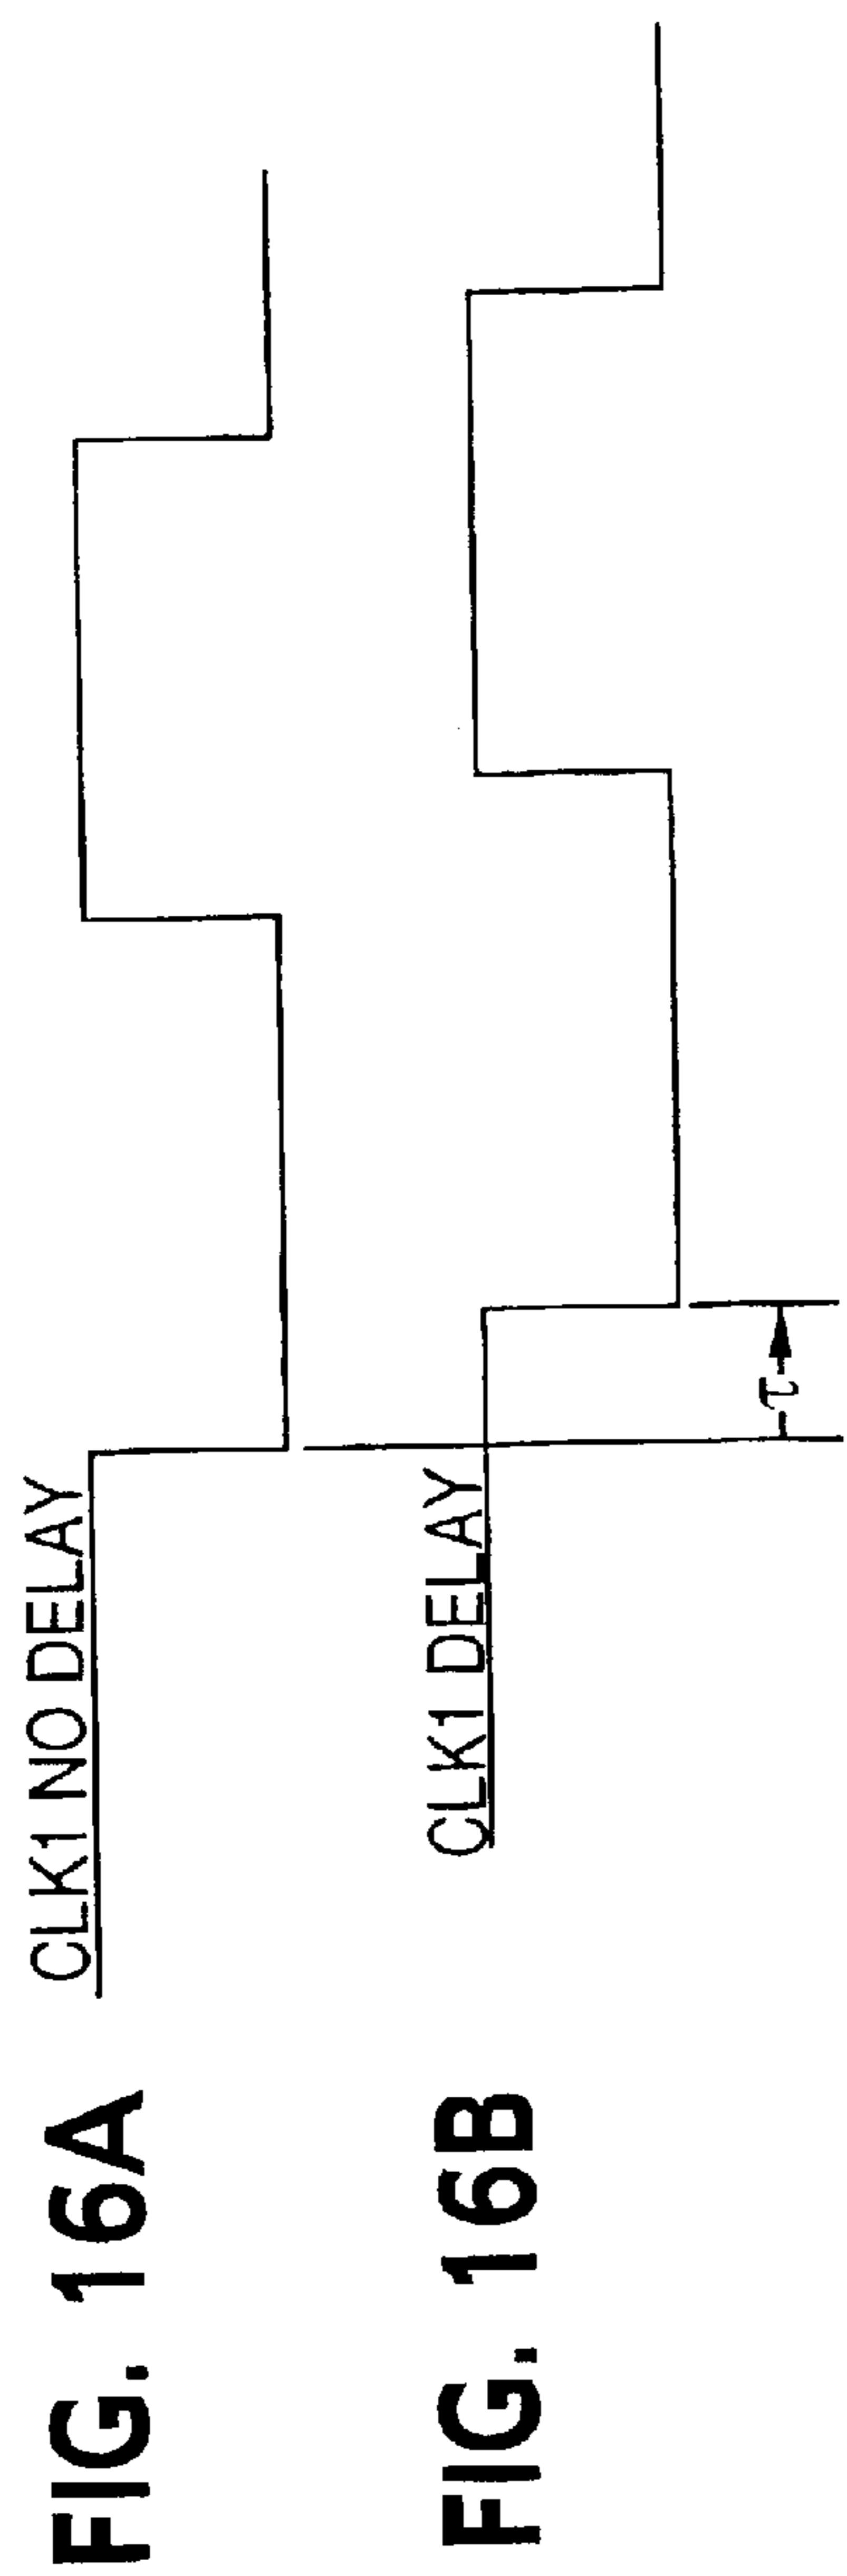 FIG. 16A
CLK1 NO DELAY
FIG. 16B
CLK1 DELAY
τ